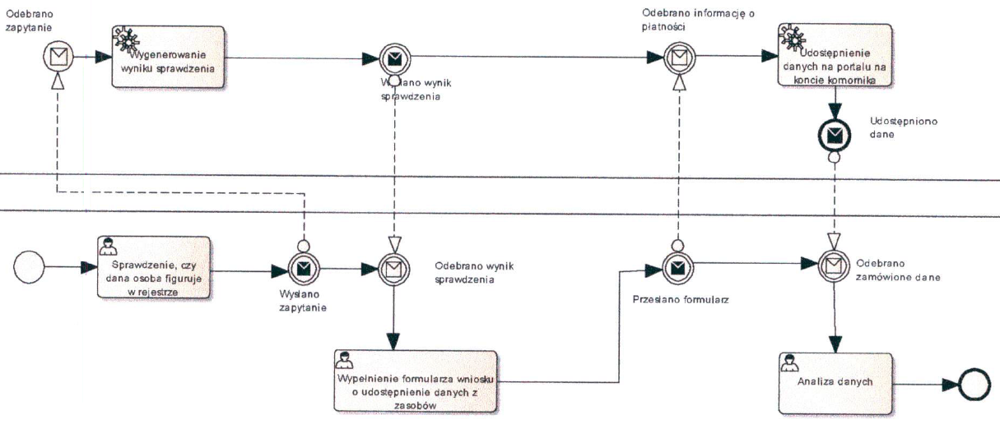 Odebrano
zapytanie
Wygenerowanie
wyniku sprawdzenia
Wysłano wynik
sprawdzenia
Odebrano informację o
płatności
Udostępnienie
danych na portalu na
koncie komornika
Udostępniono
dane
Sprawdzenie, czy
dana osoba figuruje
w rejestrze
Wysłano
zapytanie
Odebrano wynik
sprawdzenia
Przesłano formularz
Odebrano
zamówione dane
Wypełnienie formularza wniosku
o udostępnienie danych z
zasobów
Analiza danych